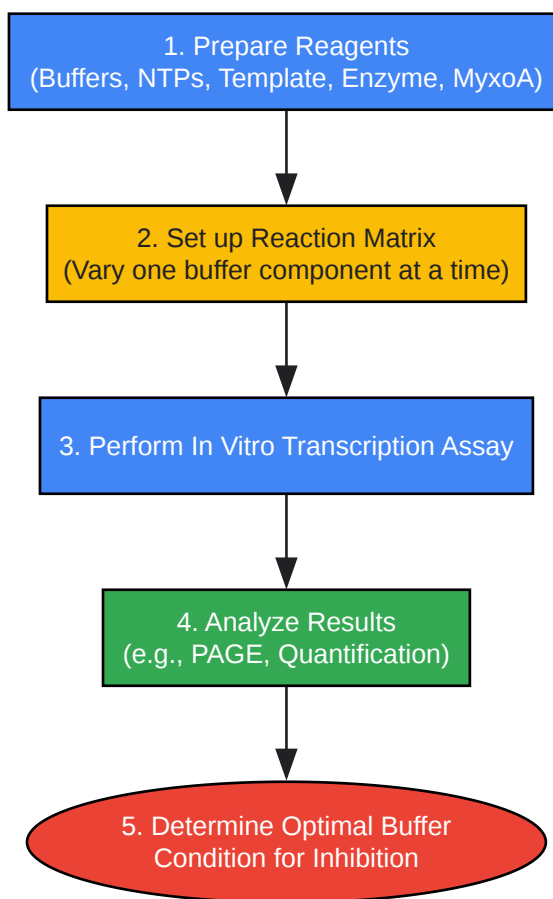 1. Prepare Reagents
(Buffers, NTPs, Template, Enzyme, MyxoA)
2. Set up Reaction Matrix
(Vary one buffer component at a time)
3. Perform In Vitro Transcription Assay
4. Analyze Results
(e.g., PAGE, Quantification)
5. Determine Optimal Buffer
Condition for Inhibition